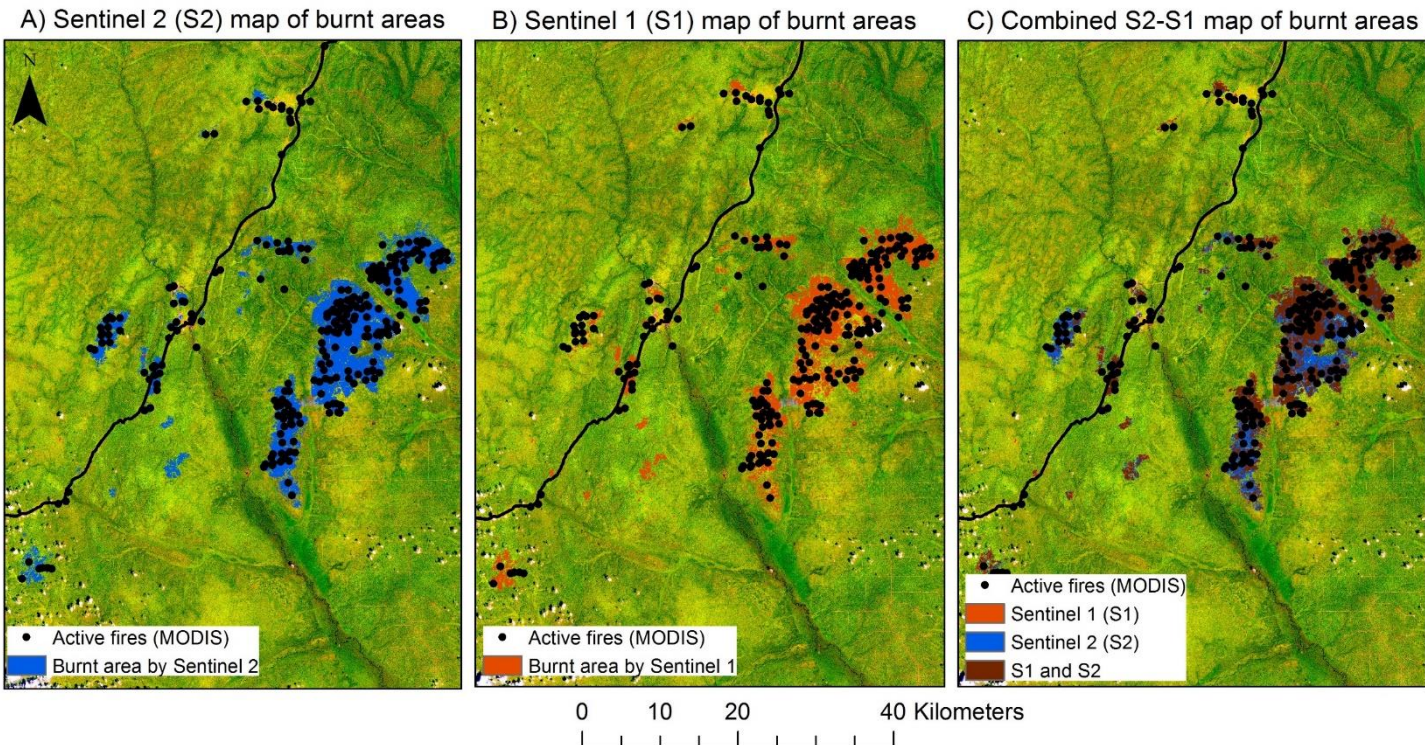 A) Sentinel 2 (S2) map of burnt areas
B) Sentinel 1 (S1) map of burnt areas
C) Combined S2-S1 map of burnt areas
N
Active fires (MODIS)
Burnt area by Sentinel 2
Active fires (MODIS)
Burnt area by Sentinel 1
Active fires (MODIS)
Sentinel 1 (S1)
Sentinel 2 (S2)
S1 and S2
0 10 20 40 Kilometers